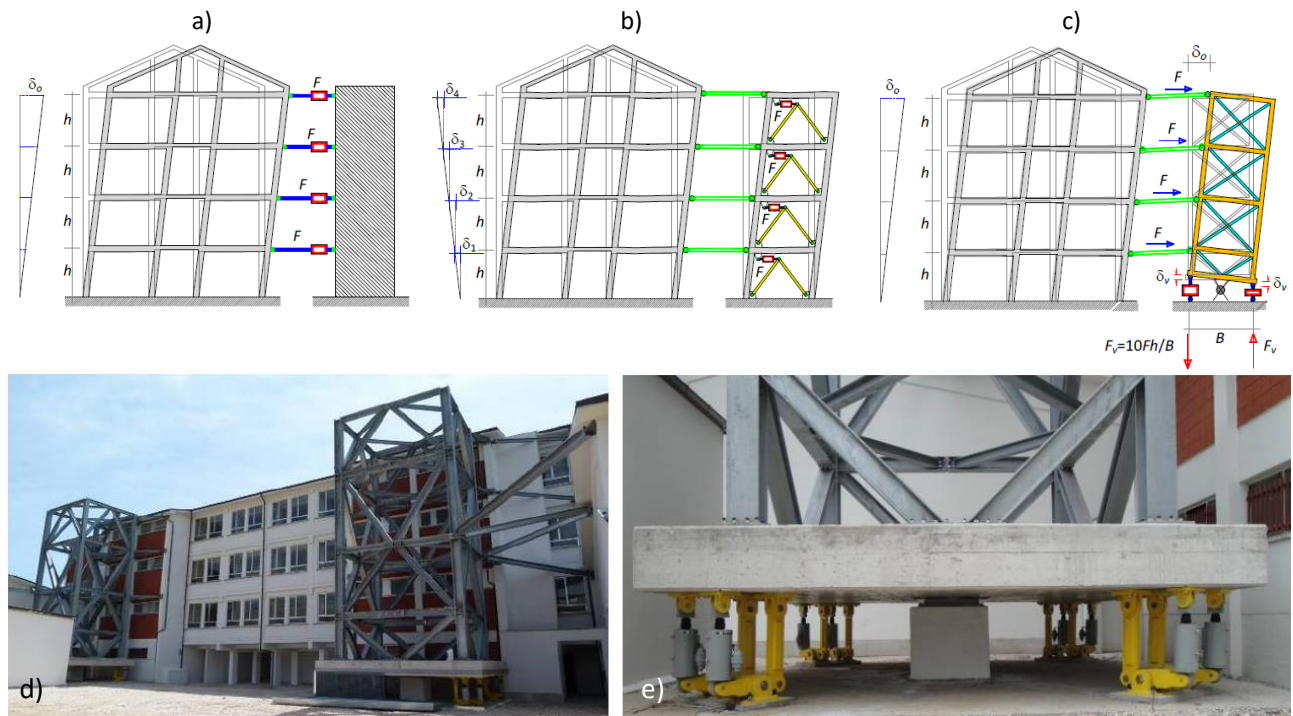 a)
b)
c)
δo
F
h
F
h
F
h
F
h
δ4
δ3
δ2
δ1
h
h
h
h
F
F
F
F
δo
δo
h
h
h
h
F
F
F
F
δv
δv
Fv=10Fh/B
B
Fv
d)
e)